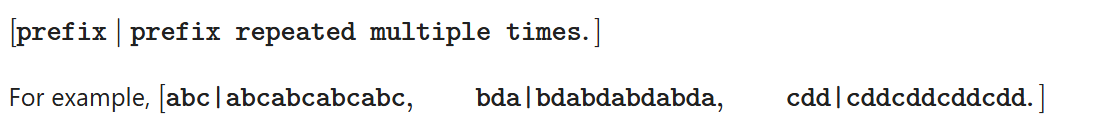 [prefix | prefix repeated multiple times.]
For example, [abc|abcabcabcabc, bda|bdabdabdabda, cdd|cddcddcddcdd.]